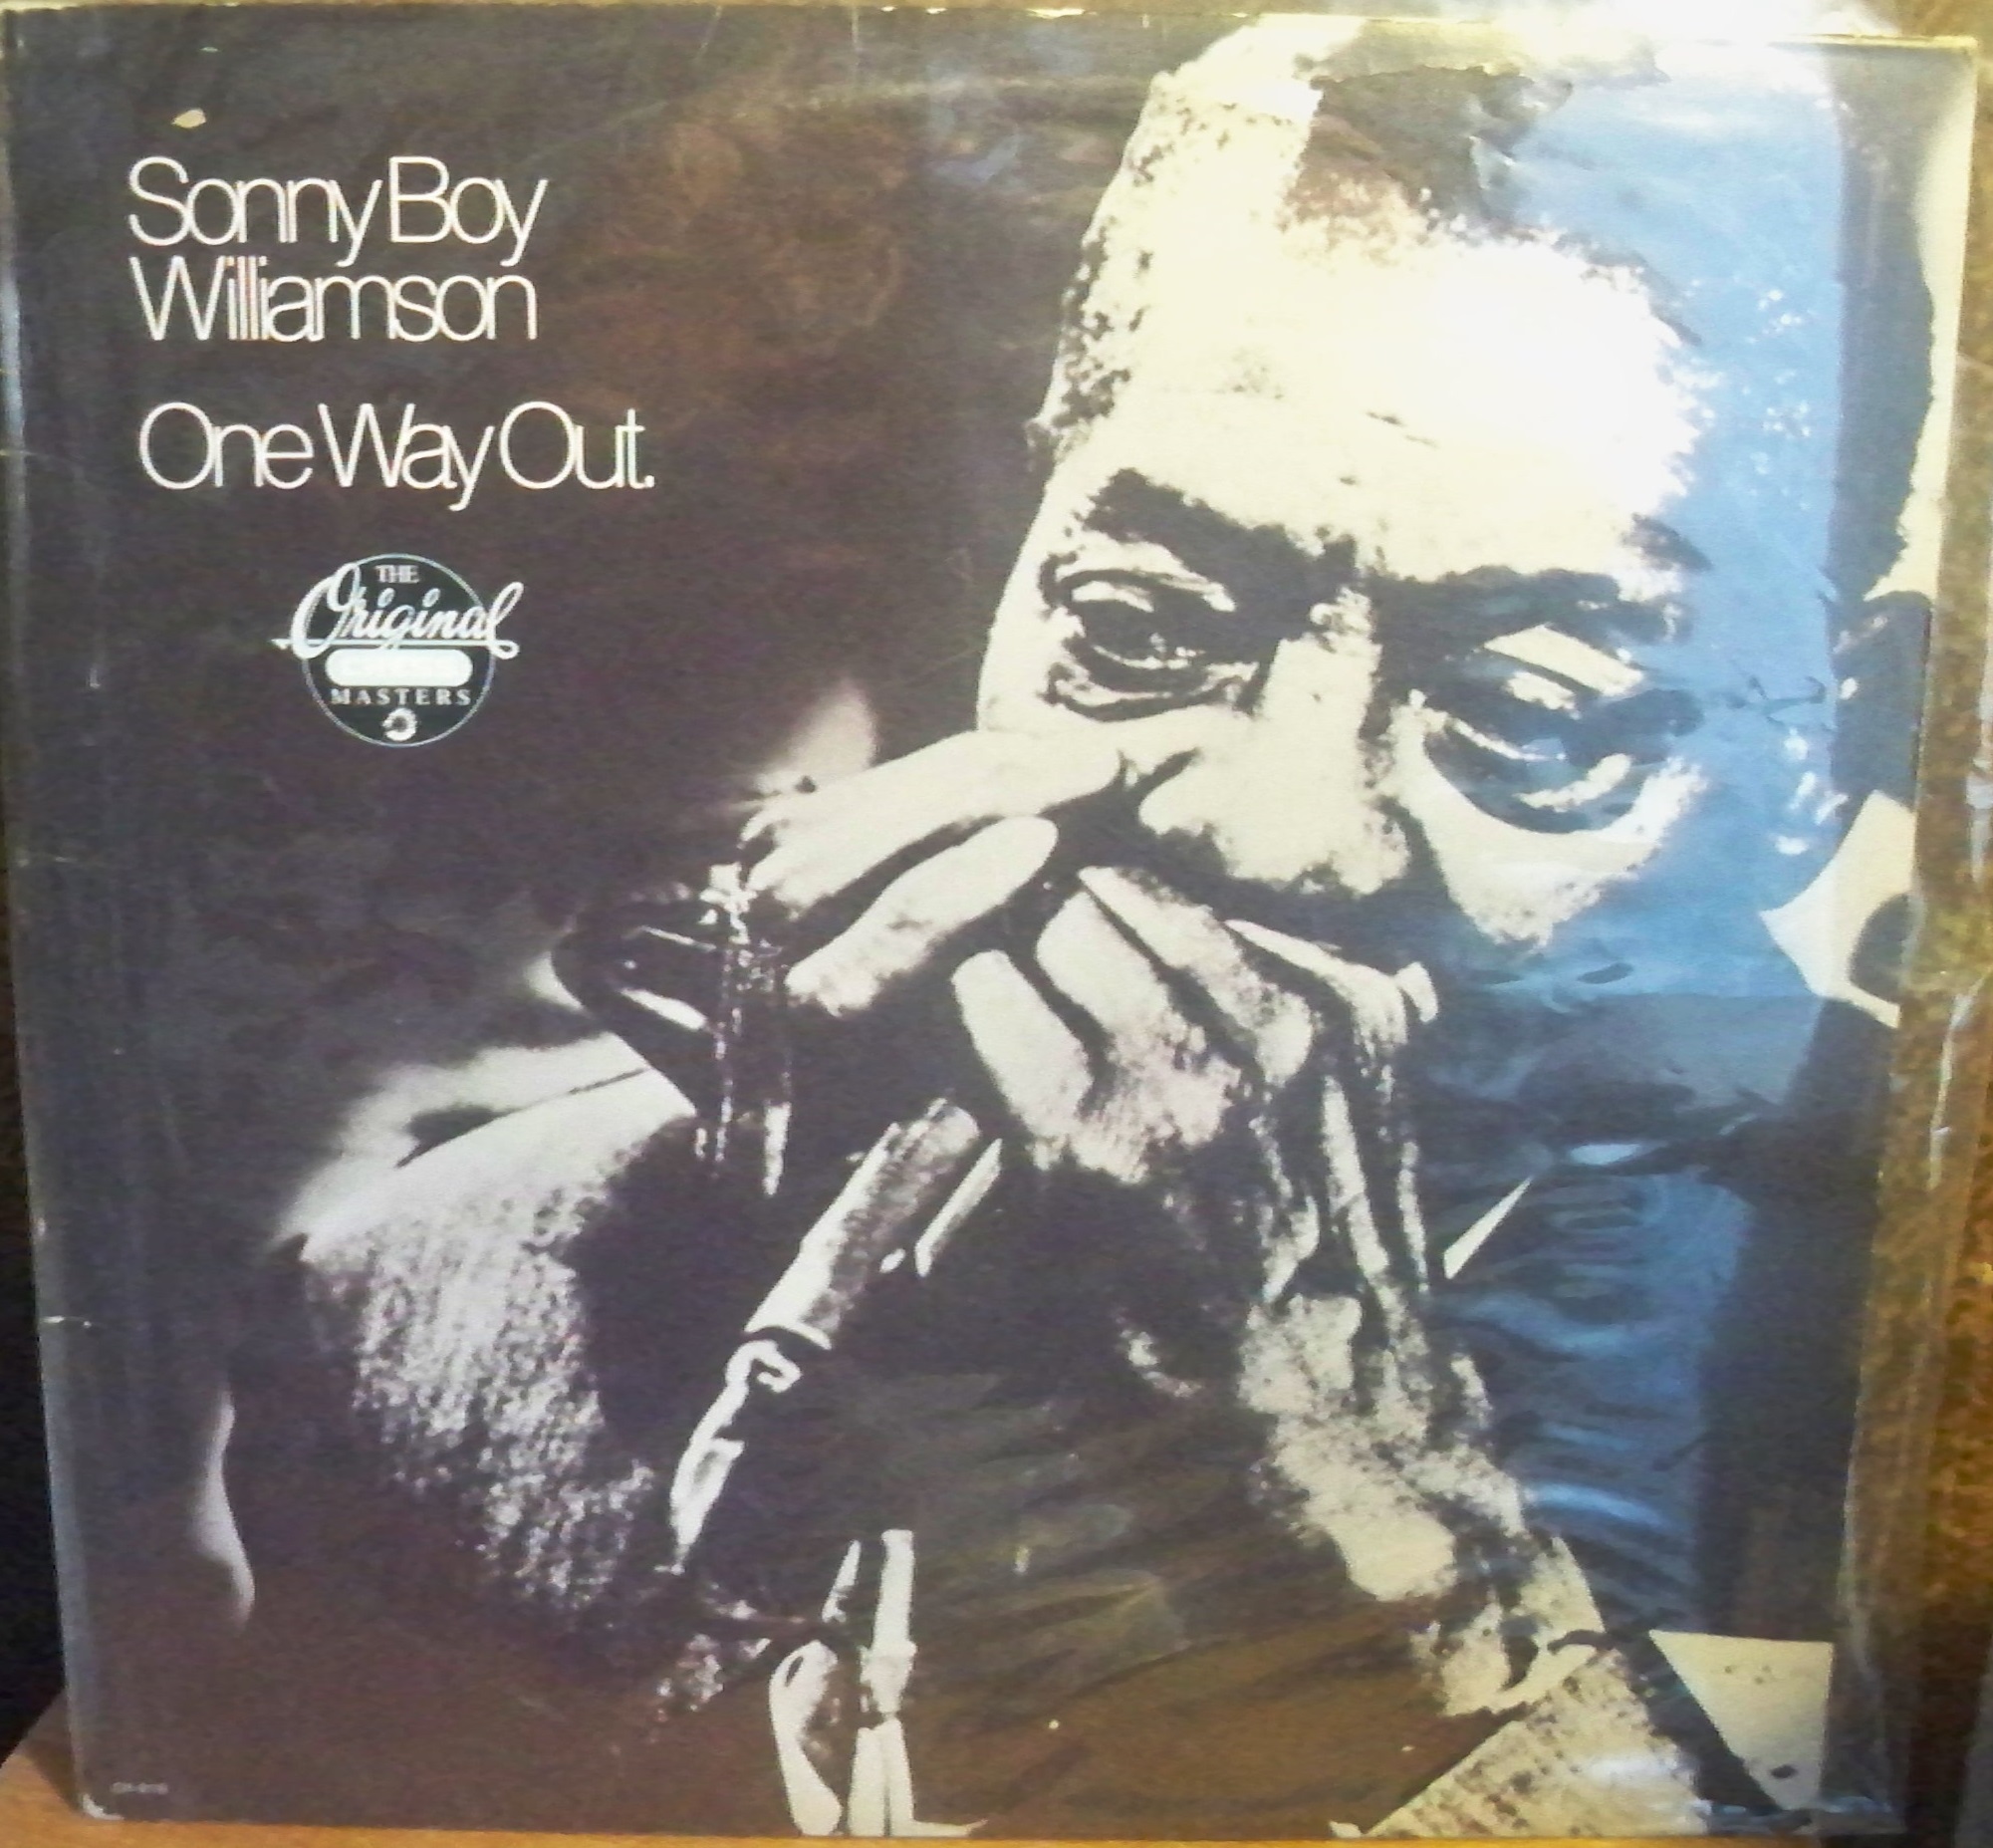 Sonny Boy
Williamson
One Way Out.
THE
Original
MASTERS